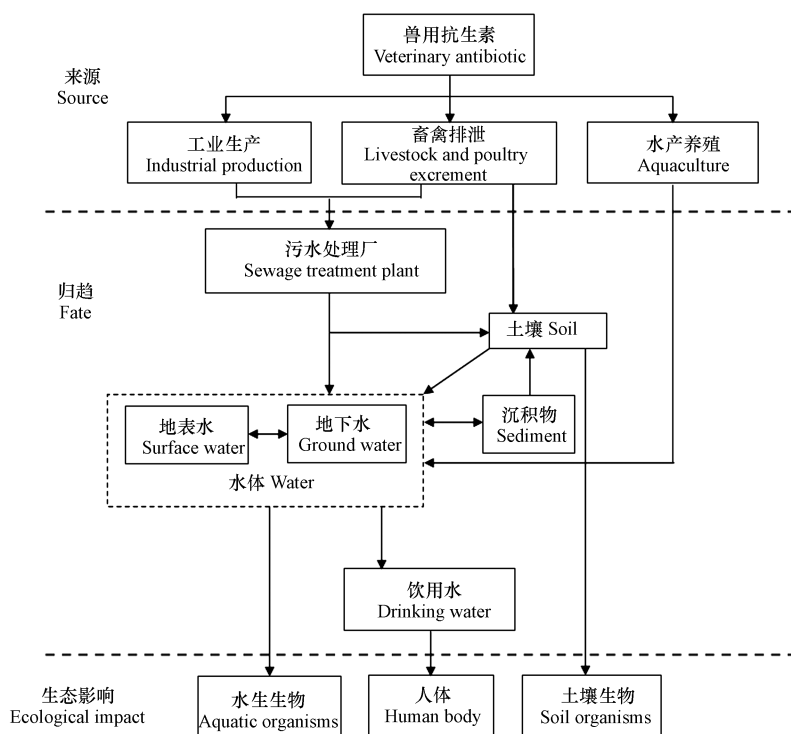 兽用抗生素
Veterinary antibiotic
来源
Source
工业生产
Industrial production
畜禽排泄
Livestock and poultry
excrement
水产养殖
Aquaculture
污水处理厂
Sewage treatment plant
归趋
Fate
土壤 Soil
地表水
Surface water
地下水
Ground water
沉积物
Sediment
水体 Water
饮用水
Drinking water
生态影响
Ecological impact
水生生物
Aquatic organisms
人体
Human body
土壤生物
Soil organisms